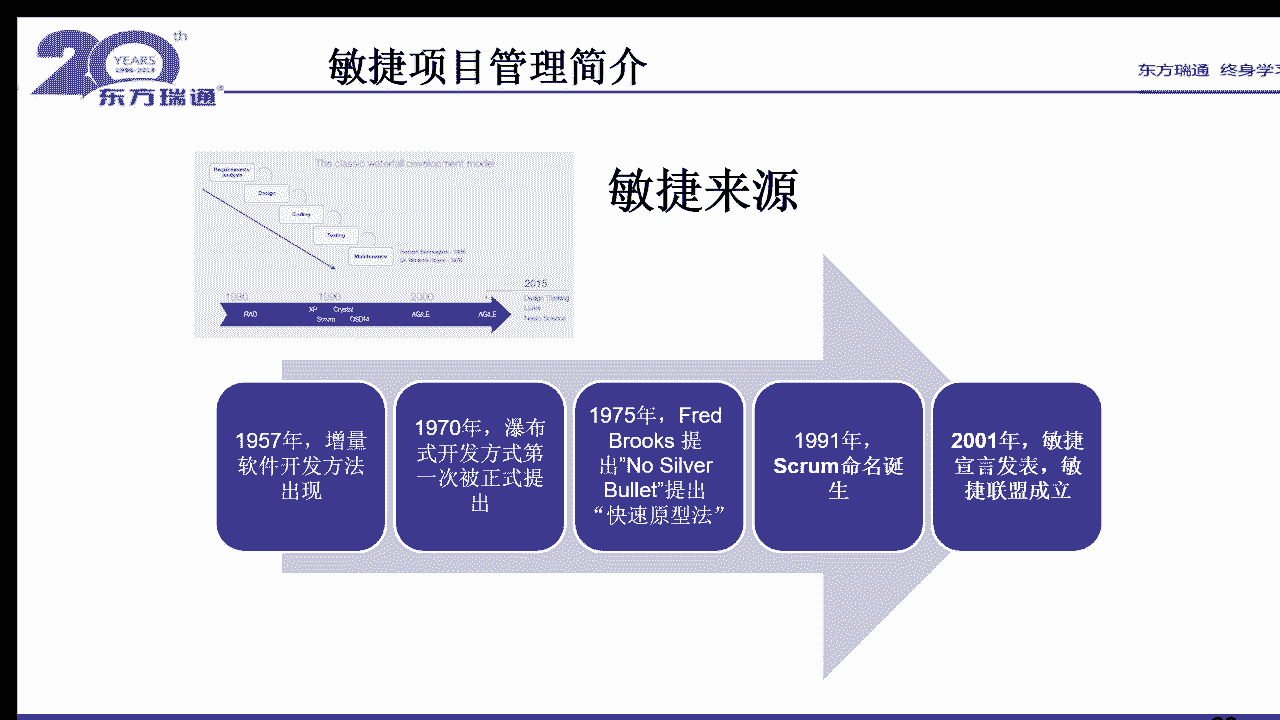 20th
YEARS
东方瑞通®
敏捷项目管理简介
东方瑞通 终身学习
The classic waterfall development model
Requirements
Analysis
Design
Coding
Testing
Maintenance
敏捷来源
1980
1990
2000
2015
RAD
XP Crystal
Scrum DSDM
AGILE
AGILE
Design Thinking
1957年，增量
软件开发方法
出现
1970年，瀑布
式开发方式第
一次被正式提
出
1975年，Fred
Brooks 提
出”No Silver
Bullet”提出
“快速原型法”
1991年，
Scrum命名诞
生
2001年，敏捷
宣言发表，敏
捷联盟成立